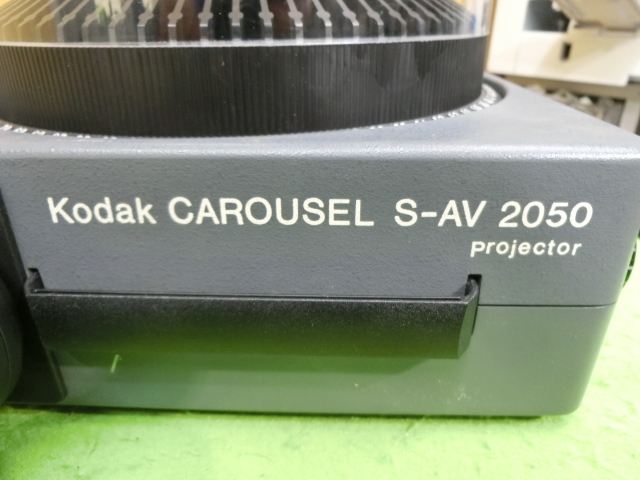 Kodak CAROUSEL S-AV 2050
projector